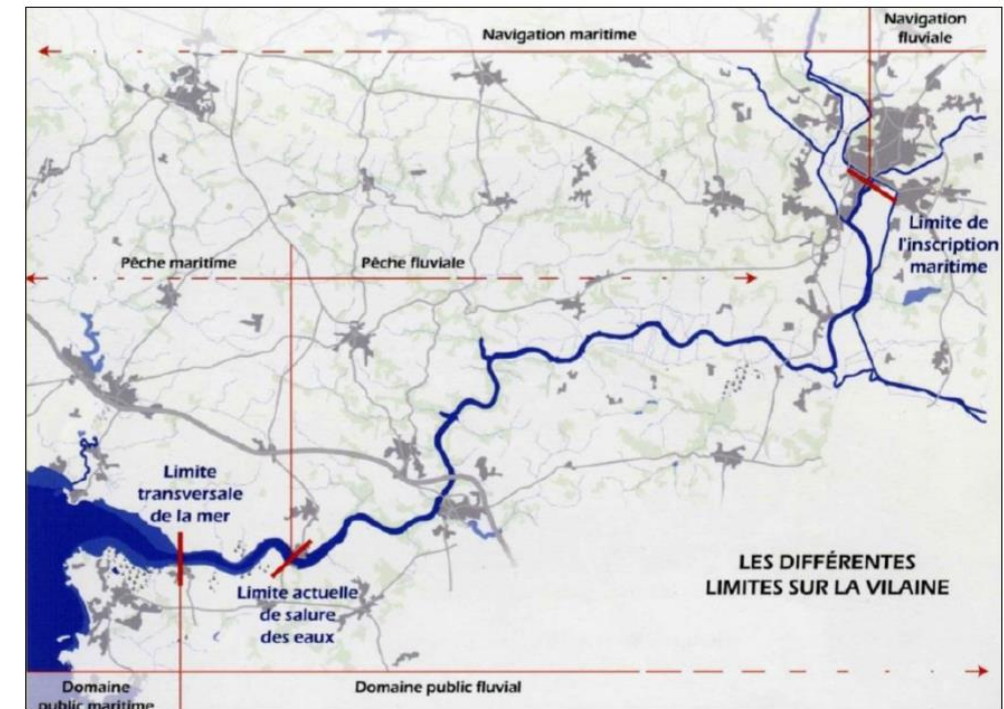 Navigation maritime
Navigation
fluviale
Limite de
l'inscription
maritime
Pêche maritime
Pêche fluviale
Limite
transversale
de la mer
Limite actuelle
de salure
des eaux
LES DIFFÉRENTES
LIMITES SUR LA VILAINE
Domaine
public maritime
Domaine public fluvial